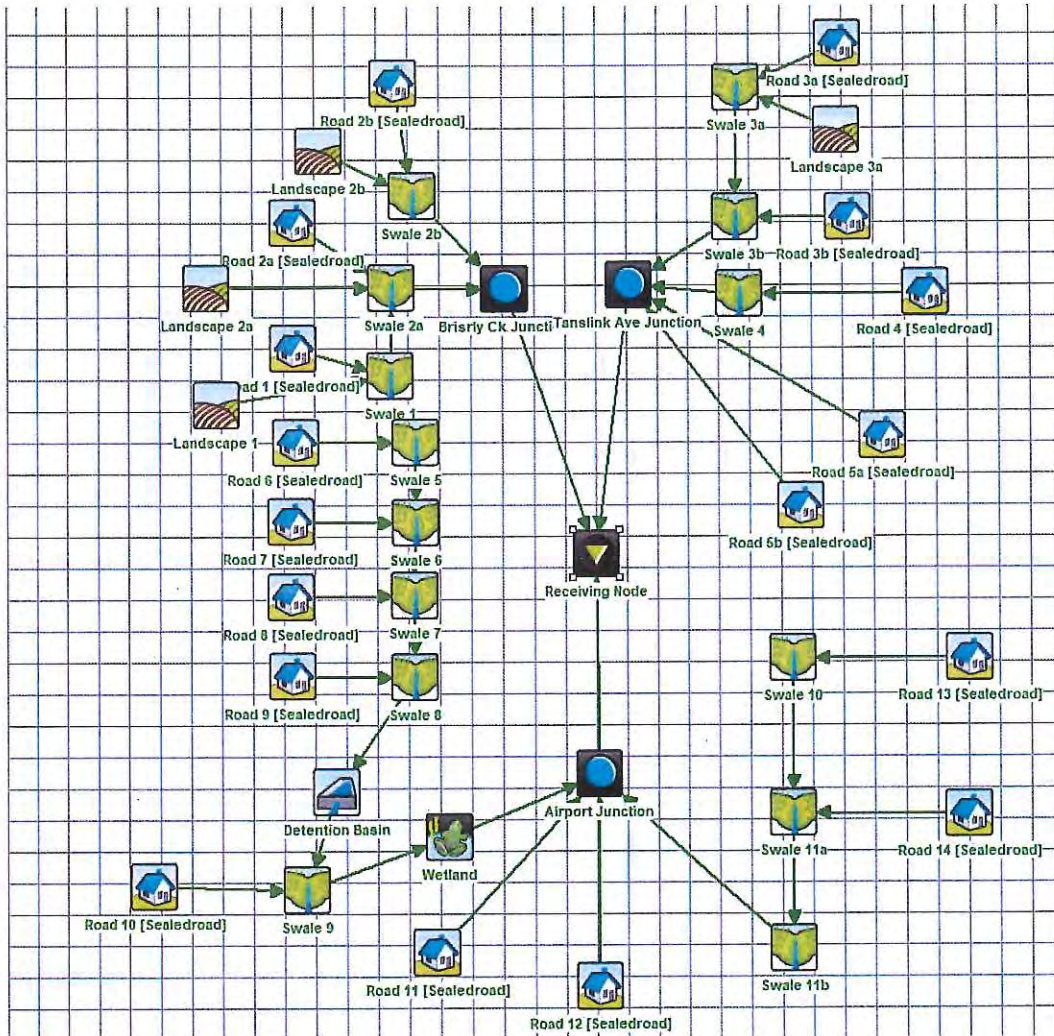 Road 3a [Sealedroad]
Road 2b [Sealedroad]
Swale 3a
Landscape 3a
Landscape 2b
Swale 2b
Swale 3b
Road 3b [Sealedroad]
Road 2a [Sealedroad]
Landscape 2a
Swale 2a
Brisrly Ck Juncti
Tanslink Ave Junction
Swale 4
Road 4 [Sealedroad]
ad 1 [Sealedroad]
Swale 1
Landscape 1
Road 6 [Sealedroad]
Swale 5
Road 5a [Sealedroad]
Road 7 [Sealedroad]
Swale 6
Road 5b [Sealedroad]
Receiving Node
Road 8 [Sealedroad]
Swale 7
Road 9 [Sealedroad]
Swale 8
Swale 10
Road 13 [Sealedroad]
Detention Basin
Airport Junction
Swale 11a
Road 14 [Sealedroad]
Wetland
Road 10 [Sealedroad]
Swale 9
Road 11 [Sealedroad]
Swale 11b
Road 12 [Sealedroad]